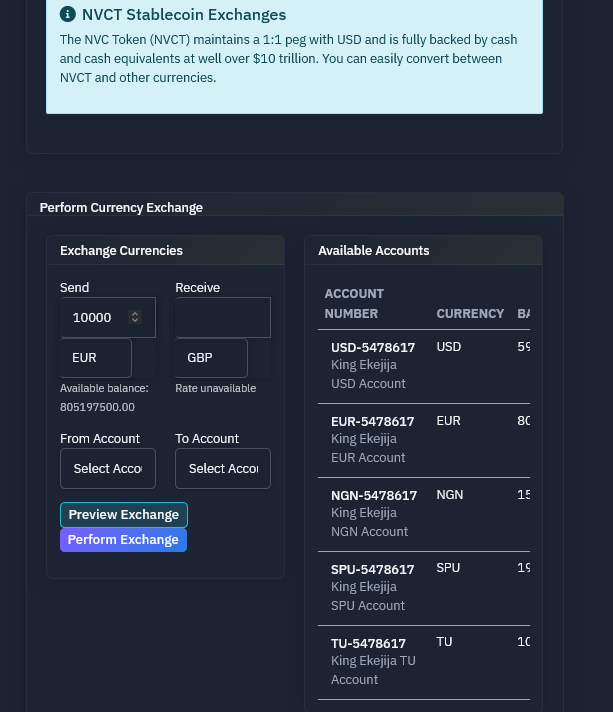 NVCT Stablecoin Exchanges
The NVC Token (NVCT) maintains a 1:1 peg with USD and is fully backed by cash
and cash equivalents at well over $10 trillion. You can easily convert between
NVCT and other currencies.
Perform Currency Exchange
Exchange Currencies
Send
Receive
10000
EUR
GBP
Available balance:
805197500.00
Rate unavailable
From Account
To Account
Select Accou
Select Accou
Preview Exchange
Perform Exchange
Available Accounts
ACCOUNT
NUMBER CURRENCY BA
USD-5478617 USD 59
King Ekejija
USD Account
EUR-5478617 EUR 80
King Ekejija
EUR Account
NGN-5478617 NGN 15
King Ekejija
NGN Account
SPU-5478617 SPU 19
King Ekejija
SPU Account
TU-5478617 TU 10
King Ekejija TU
Account